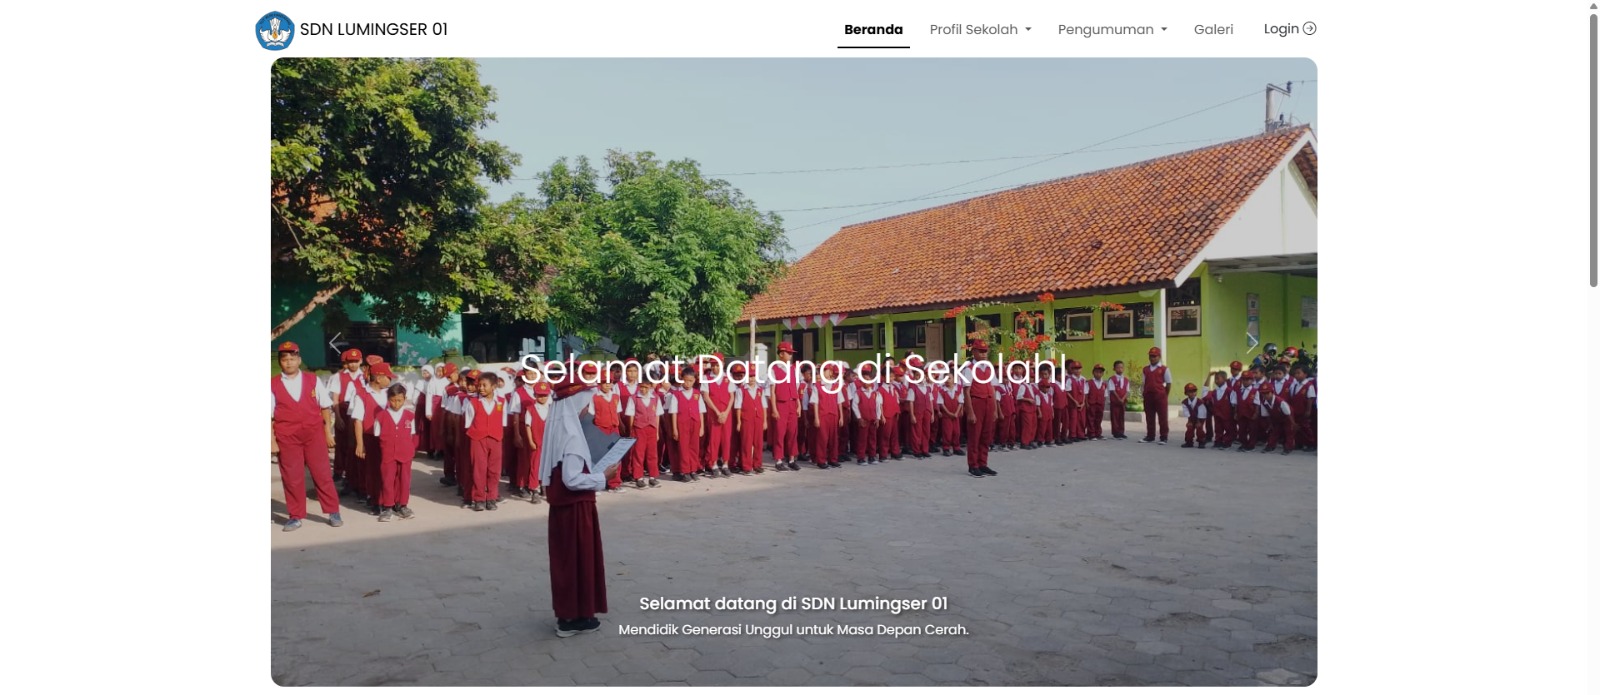 SDN LUMINGSER 01
Beranda
Profil Sekolah
Pengumuman
Galeri
Login
Selamat Datang di Sekolah|
Selamat datang di SDN Lumingser 01
Mendidik Generasi Unggul untuk Masa Depan Cerah.